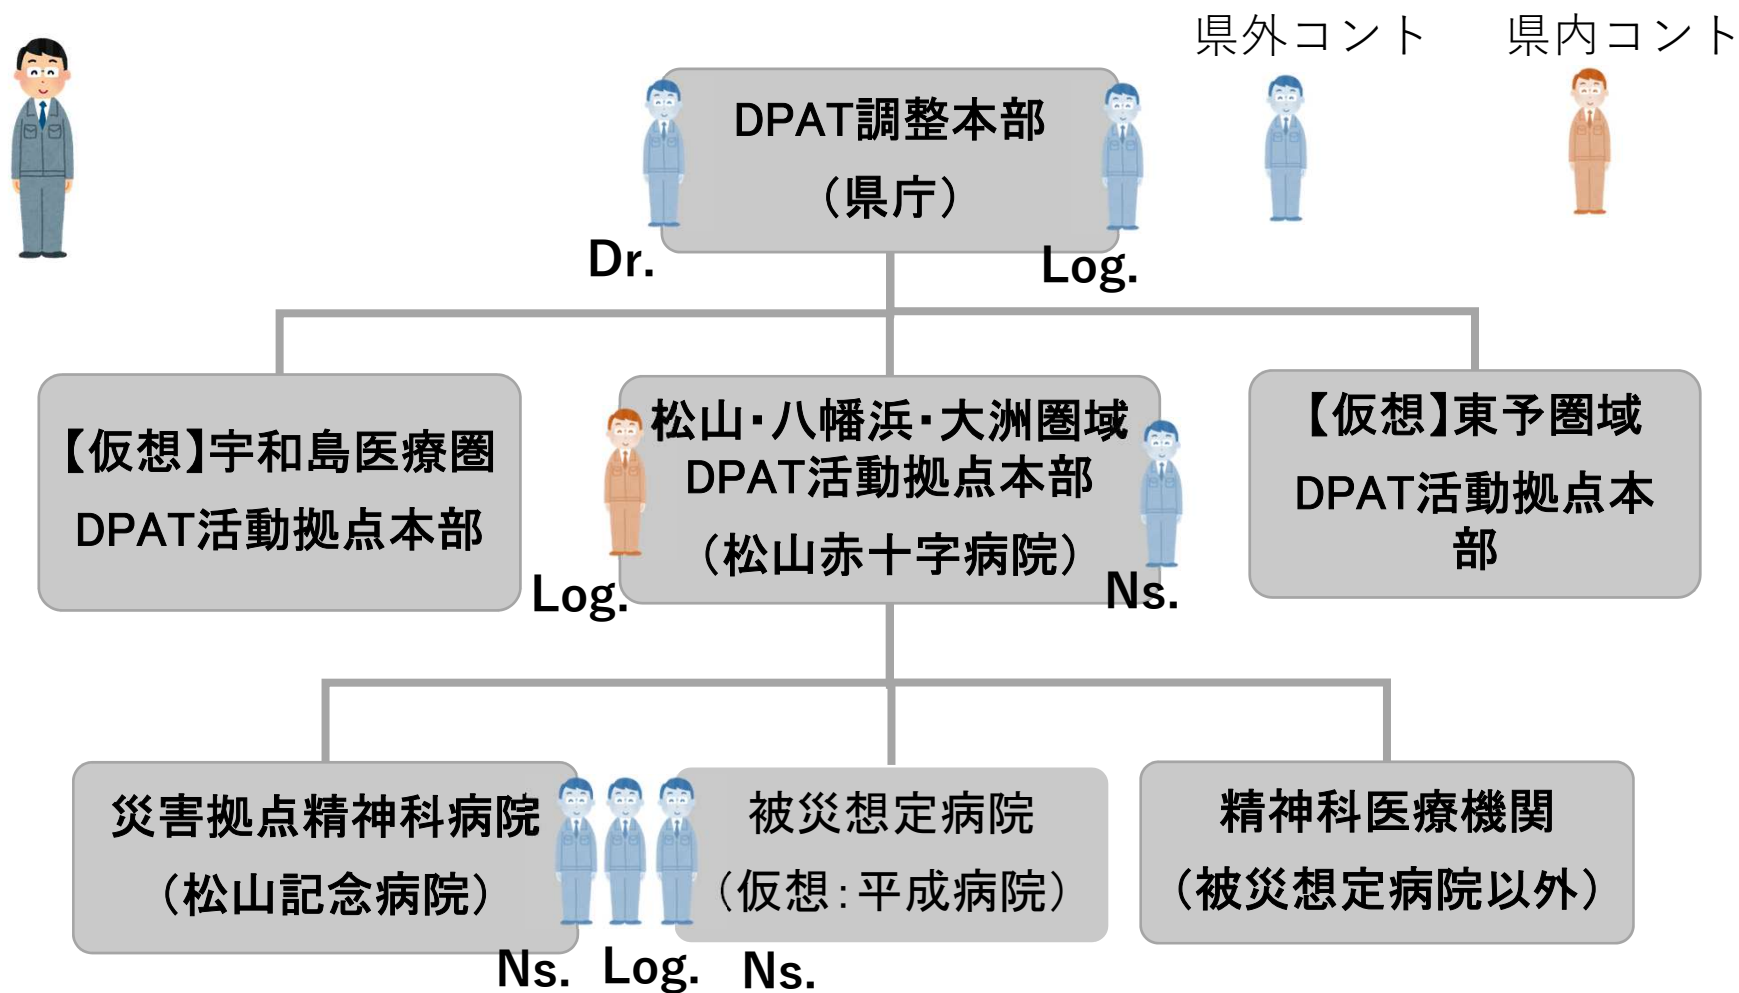 県外コント
県内コント
DPAT調整本部
（県庁）
Dr.
Log.
【仮想】宇和島医療圏
DPAT活動拠点本部
松山・八幡浜・大洲圏域
DPAT活動拠点本部
（松山赤十字病院）
Log.
Ns.
【仮想】東予圏域
DPAT活動拠点本
部
災害拠点精神科病院
（松山記念病院）
被災想定病院
（仮想：平成病院）
精神科医療機関
（被災想定病院以外）
Ns.
Log.
Ns.